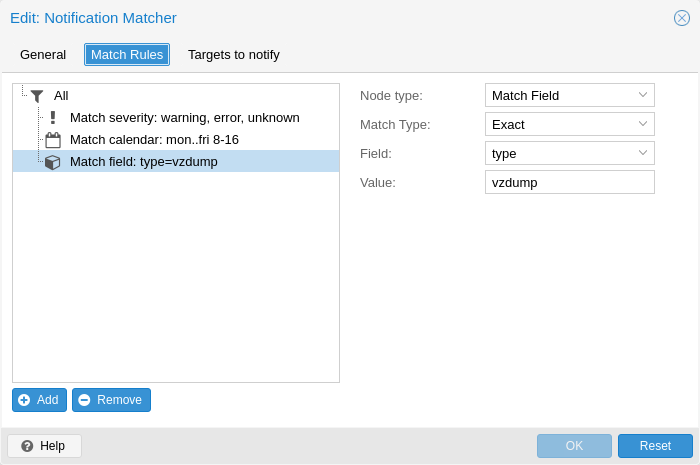 Edit: Notification Matcher
General Match Rules Targets to notify
All
Match severity: warning, error, unknown
Match calendar: mon..fri 8-16
Match field: type=vzdump
Node type: Match Field
Match Type: Exact
Field: type
Value: vzdump
Add Remove
Help OK Reset